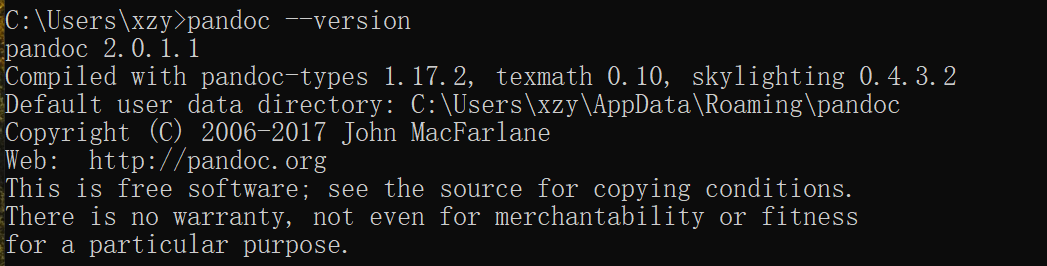 C:\Users\xzy>pandoc --version
pandoc 2.0.1.1
Compiled with pandoc-types 1.17.2, texmath 0.10, skylighting 0.4.3.2
Default user data directory: C:\Users\xzy\AppData\Roaming\pandoc
Copyright (C) 2006-2017 John MacFarlane
Web:  http://pandoc.org
This is free software; see the source for copying conditions.
There is no warranty, not even for merchantability or fitness
for a particular purpose.